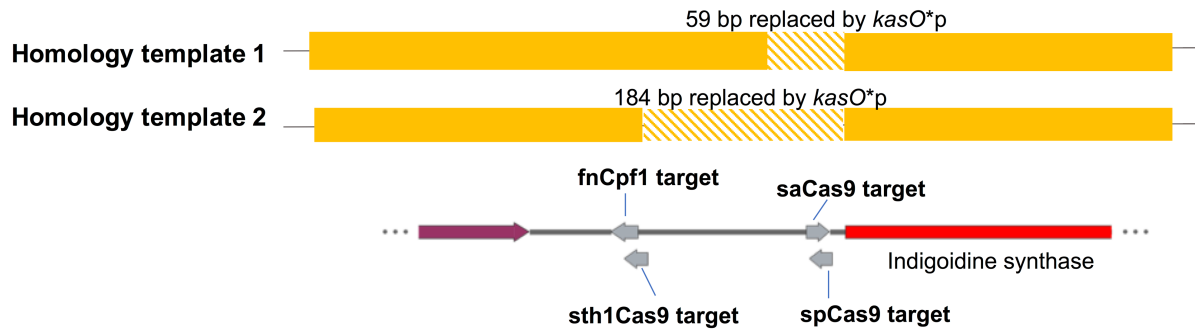 59 bp replaced by kasO*p
Homology template 1
184 bp replaced by kasO*p
Homology template 2
fnCpf1 target
saCas9 target
Indigoidine synthase
sth1Cas9 target
spCas9 target